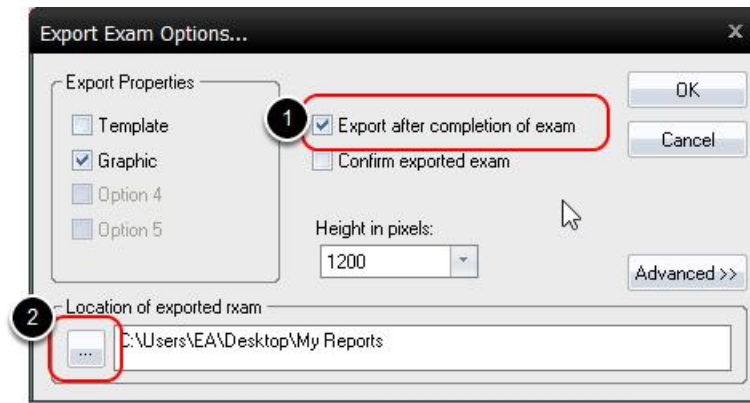 Export Exam Options...
x
Export Properties
Template
Graphic
Option 4
Option 5
1
Export after completion of exam
Confirm exported exam
Height in pixels:
1200
OK
Cancel
Advanced >>
2
Location of exported rxam
...
C:\Users\EA\Desktop\My Reports